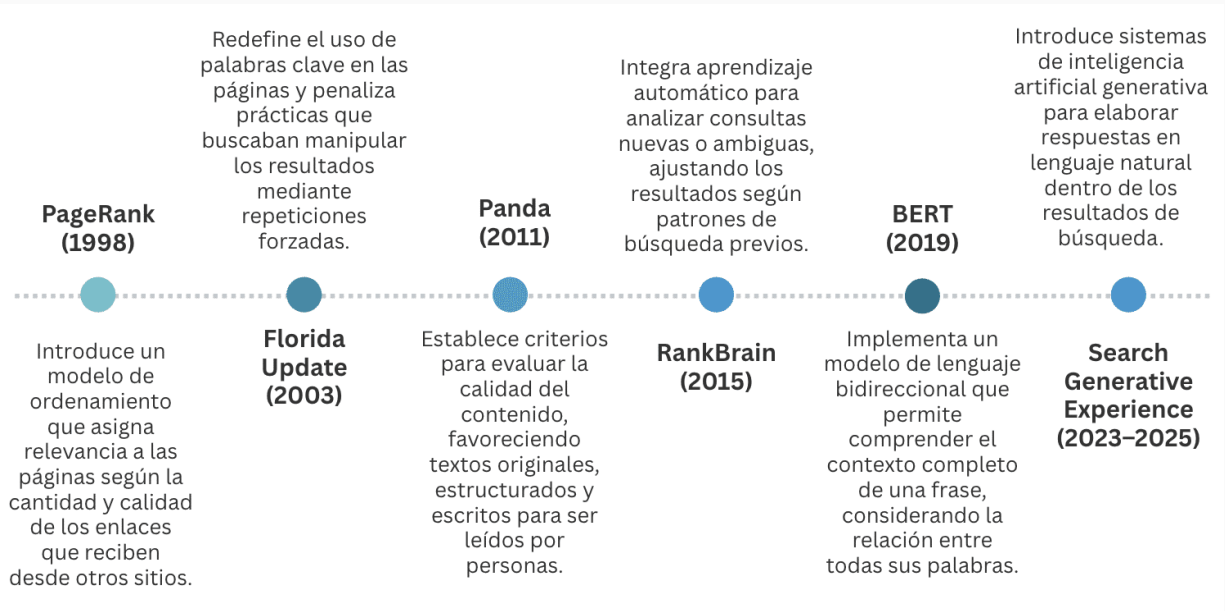 PageRank
(1998)
Introduce un
modelo de
ordenamiento
que asigna
relevancia a las
páginas según la
cantidad y calidad
de los enlaces
que reciben
desde otros sitios.
Redefine el uso de
palabras clave en las
páginas y penaliza
prácticas que
buscaban manipular
los resultados
mediante
repeticiones
forzadas.
Florida
Update
(2003)
Panda
(2011)
Establece criterios
para evaluar la
calidad del
contenido,
favoreciendo
textos originales,
estructurados y
escritos para ser
leídos por
personas.
Integra aprendizaje
automático para
analizar consultas
nuevas o ambiguas,
ajustando los
resultados según
patrones de
búsqueda previos.
RankBrain
(2015)
BERT
(2019)
Implementa un
modelo de lenguaje
bidireccional que
permite
comprender el
contexto completo
de una frase,
considerando la
relación entre
todas sus palabras.
Introduce sistemas
de inteligencia
artificial generativa
para elaborar
respuestas en
lenguaje natural
dentro de los
resultados de
búsqueda.
Search
Generative
Experience
(2023–2025)